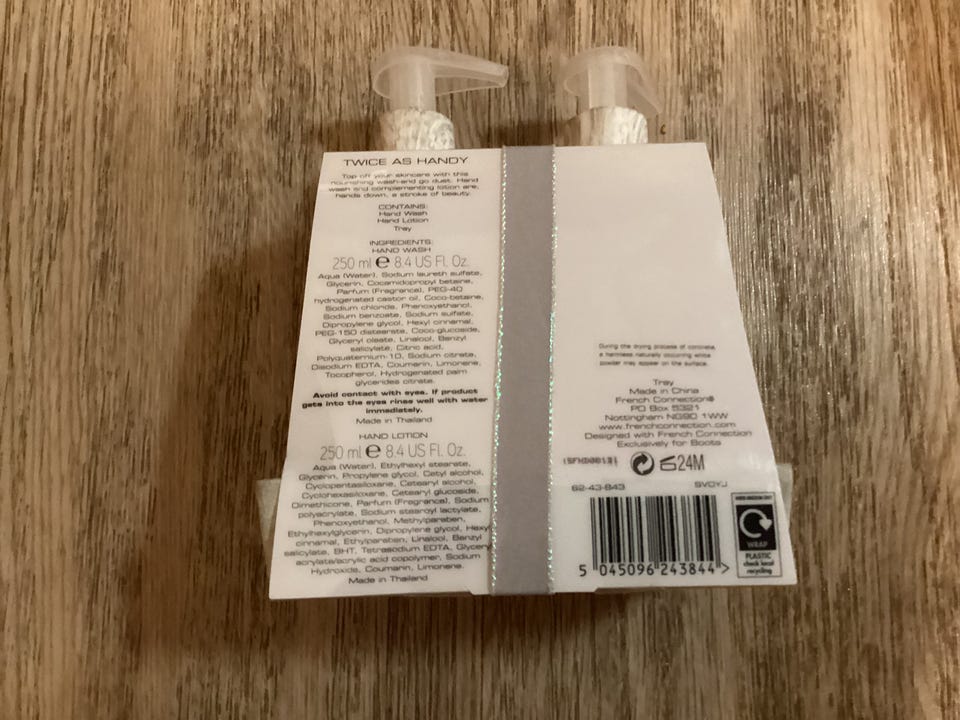 TWICE AS HANDY
Top off your skincare with this
nourishing wash-and go duet. Hand
wash and complementing lotion are,
hands down, a stroke of beauty.
CONTAINS:
Hand Wash
Hand Lotion
Tray
INGREDIENTS:
HAND WASH
250 ml e 8.4 US Fl. Oz.
Aqua (Water), Sodium laureth sulfate,
Glycerin, Cocamidopropyl betaine,
Parfum (Fragrance), PEG-40
hydrogenated castor oil, Coco-betaine,
Sodium chloride, Phenoxyethanol,
Sodium benzoate, Sodium sulfate,
Dipropylene glycol, Hexyl cinnamal,
PEG-150 distearate, Coco-glucoside,
Glyceryl oleate, Linalool, Benzyl
salicylate, Citric acid,
Polyquaternium-10, Sodium citrate,
Disodium EDTA, Coumarin, Limonene,
Tocopherol, Hydrogenated palm
glycerides citrate.
Avoid contact with eyes. If product
gets into the eyes rinse well with water
immediately.
Made in Thailand
HAND LOTION
250 ml e 8.4 US Fl. Oz.
Aqua (Water), Ethylhexyl stearate,
Glycerin, Propylene glycol, Cetyl alcohol,
Cyclopentasiloxane, Cetearyl alcohol,
Cyclohexasiloxane, Cetearyl glucoside,
Dimethicone, Parfum (Fragrance), Sodium
polyacrylate, Sodium stearoyl lactylate,
Phenoxyethanol, Methylparaben,
Ethylhexylglycerin, Dipropylene glycol, Hexyl
cinnamal, Ethylparaben, Linalool, Benzyl
salicylate, BHT, Tetrasodium EDTA, Glyceryl
acrylate/acrylic acid copolymer, Sodium
Hydroxide, Coumarin, Limonene.
Made in Thailand
During the drying process of concrete,
a harmless naturally occurring white
powder may appear on the surface.
Tray
Made in China
French Connection®
PO Box 5321
Nottingham NG90 1WW
www.frenchconnection.com
Designed with French Connection
Exclusively for Boots
24M
62-43-843 SVOYJ
5 045096 243844 >
WRAP
PLASTIC
check local
recycling